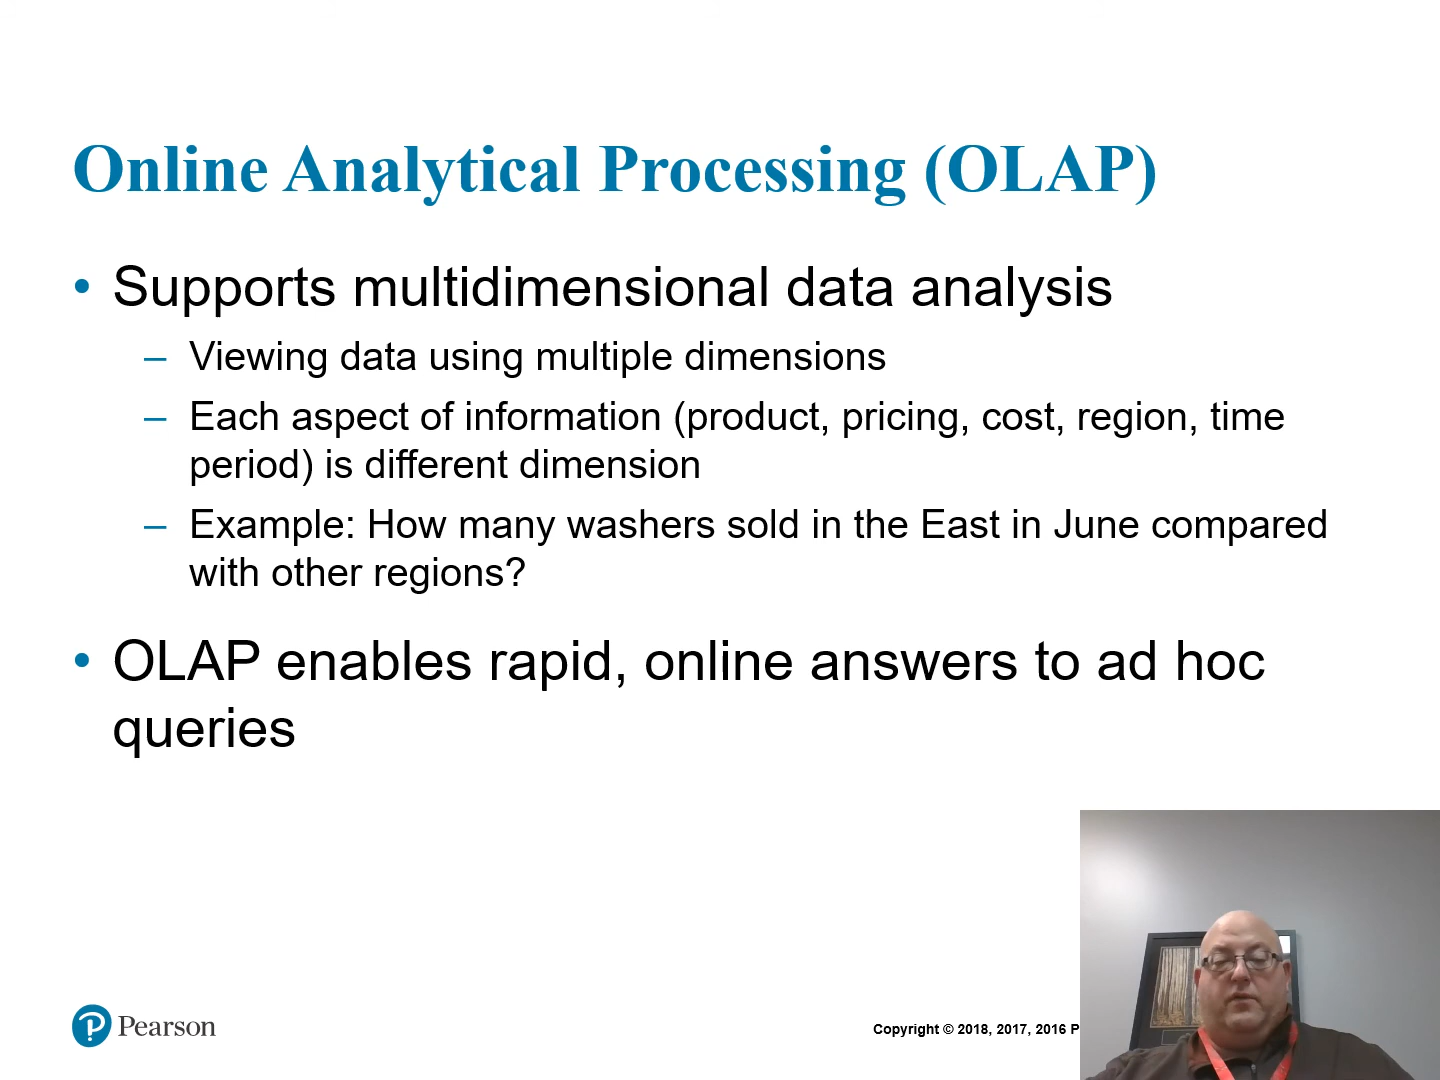 Online Analytical Processing (OLAP)
• Supports multidimensional data analysis
– Viewing data using multiple dimensions
– Each aspect of information (product, pricing, cost, region, time
period) is different dimension
– Example: How many washers sold in the East in June compared
with other regions?
• OLAP enables rapid, online answers to ad hoc
queries
Pearson
Copyright © 2018, 2017, 2016 P